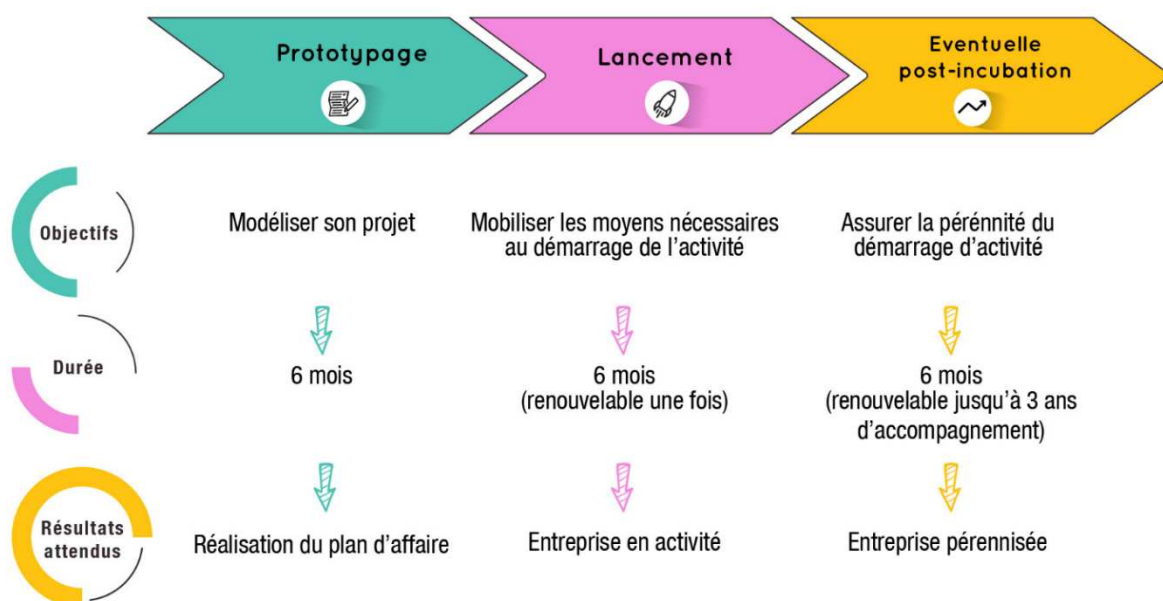 Prototypage
Lancement
Eventuelle
post-incubation
Objectifs
Modéliser son projet
Mobiliser les moyens nécessaires
au démarrage de l'activité
Assurer la pérénnité du
démarrage d'activité
Durée
6 mois
6 mois
(renouvelable une fois)
6 mois
(renouvelable jusqu'à 3 ans
d'accompagnement)
Résultats
attendus
Réalisation du plan d'affaire
Entreprise en activité
Entreprise pérennisée